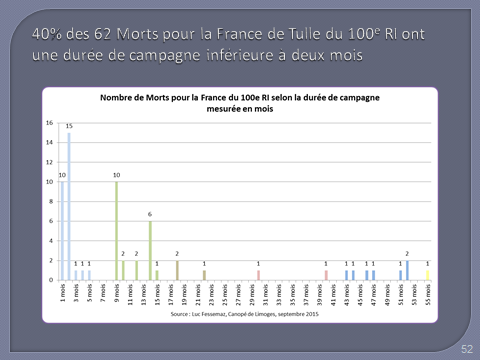 40% des 62 Morts pour la France de Tulle du 100e RI ont
une durée de campagne inférieure à deux mois
Nombre de Morts pour la France du 100e RI selon la durée de campagne
mesurée en mois
16
14
12
10
8
6
4
2
0
10 15 1 1 1 10 2 2 6 1 2 1 1 1 1 1 1 1 1 2 1
1 mois 3 mois 5 mois 7 mois 9 mois 11 mois 13 mois 15 mois 17 mois 19 mois 21 mois 23 mois 25 mois 27 mois 29 mois 31 mois 33 mois 35 mois 37 mois 39 mois 41 mois 43 mois 45 mois 47 mois 49 mois 51 mois 53 mois 55 mois
Source : Luc Fessemaz, Canopé de Limoges, septembre 2015
52